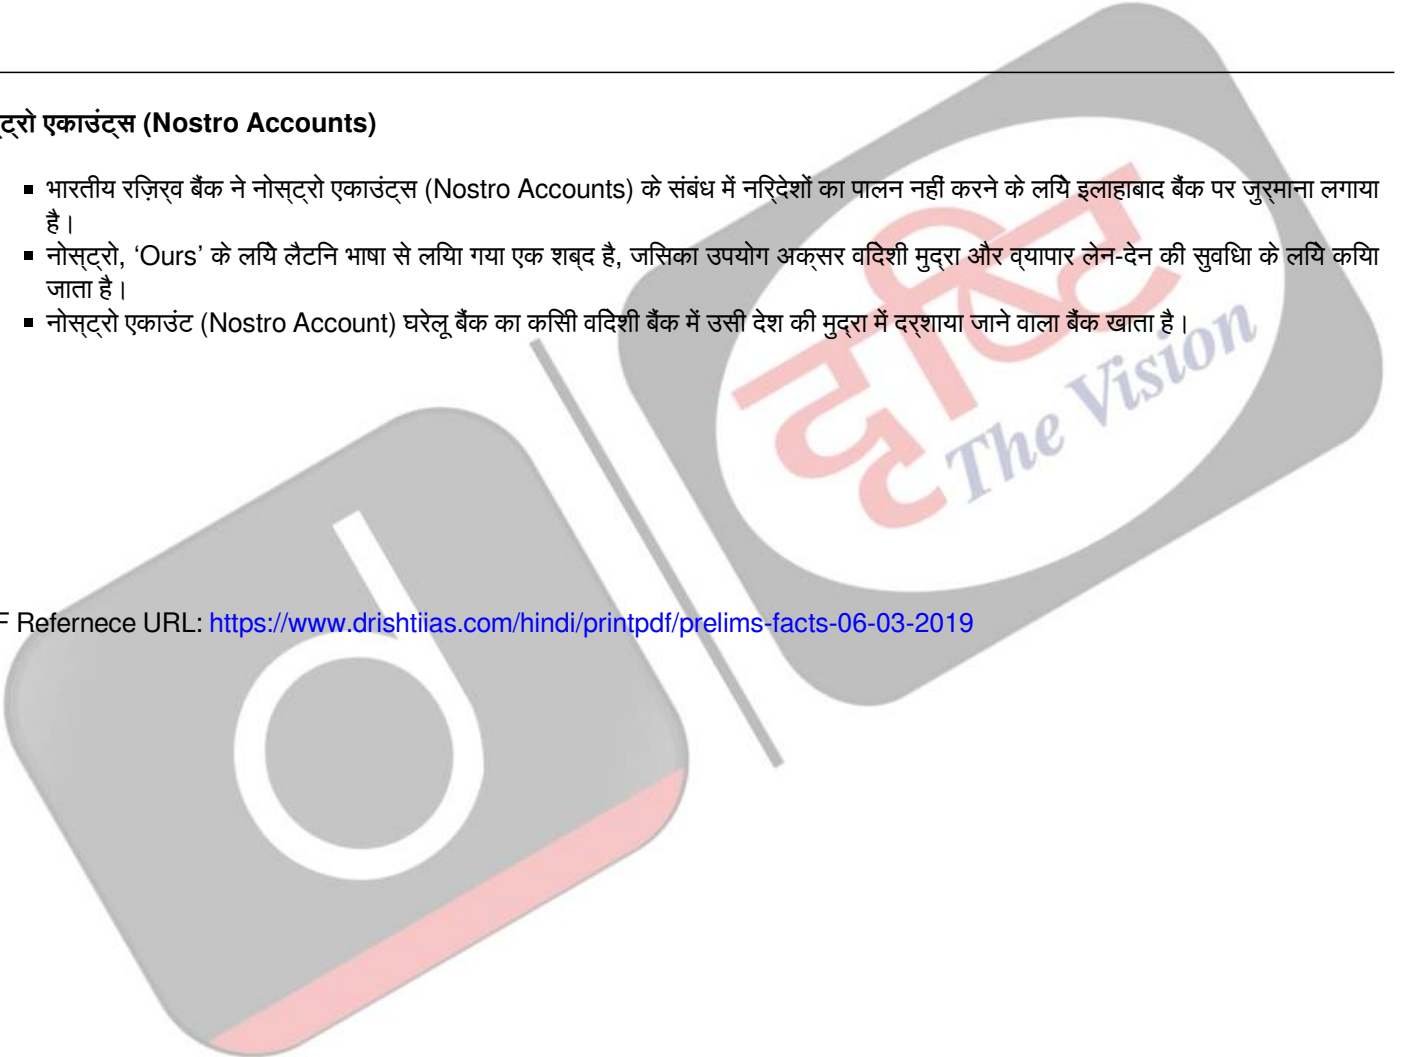 स्ट्रो एकाउंट्स (Nostro Accounts)
▪ भारतीय रिज़र्व बैंक ने नोस्ट्रो एकाउंट्स (Nostro Accounts) के संबंध में निर्देशों का पालन नहीं करने के लिये इलाहाबाद बैंक पर जुर्माना लगाया
है।
▪ नोस्ट्रो, ‘Ours’ के लिये लैटिन भाषा से लिया गया एक शब्द है, जिसका उपयोग अक्सर विदेशी मुद्रा और व्यापार लेन-देन की सुविधा के लिये किया
जाता है।
▪ नोस्ट्रो एकाउंट (Nostro Account) घरेलू बैंक का किसी विदेशी बैंक में उसी देश की मुद्रा में दर्शाया जाने वाला बैंक खाता है।
दृष्टि
The Vision
F Refernece URL: https://www.drishtiias.com/hindi/printpdf/prelims-facts-06-03-2019